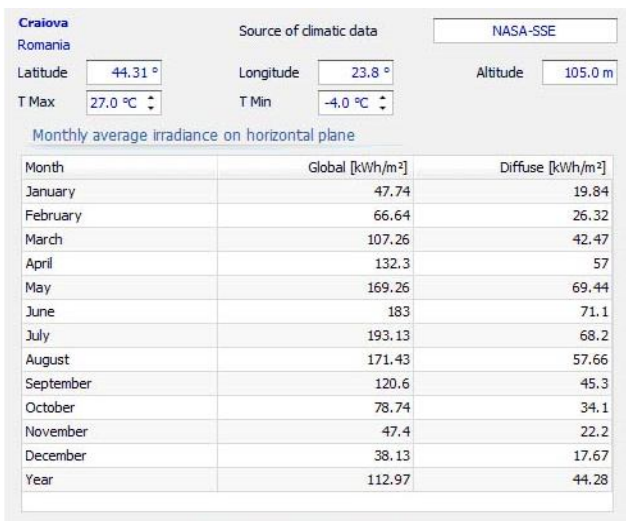 Craiova
Romania
Source of climatic data NASA-SSE
Latitude 44.31 ° Longitude 23.8 ° Altitude 105.0 m
T Max 27.0 °C T Min -4.0 °C
Monthly average irradiance on horizontal plane
Month Global [kWh/m²] Diffuse [kWh/m²]
January 47.74 19.84
February 66.64 26.32
March 107.26 42.47
April 132.3 57
May 169.26 69.44
June 183 71.1
July 193.13 68.2
August 171.43 57.66
September 120.6 45.3
October 78.74 34.1
November 47.4 22.2
December 38.13 17.67
Year 112.97 44.28